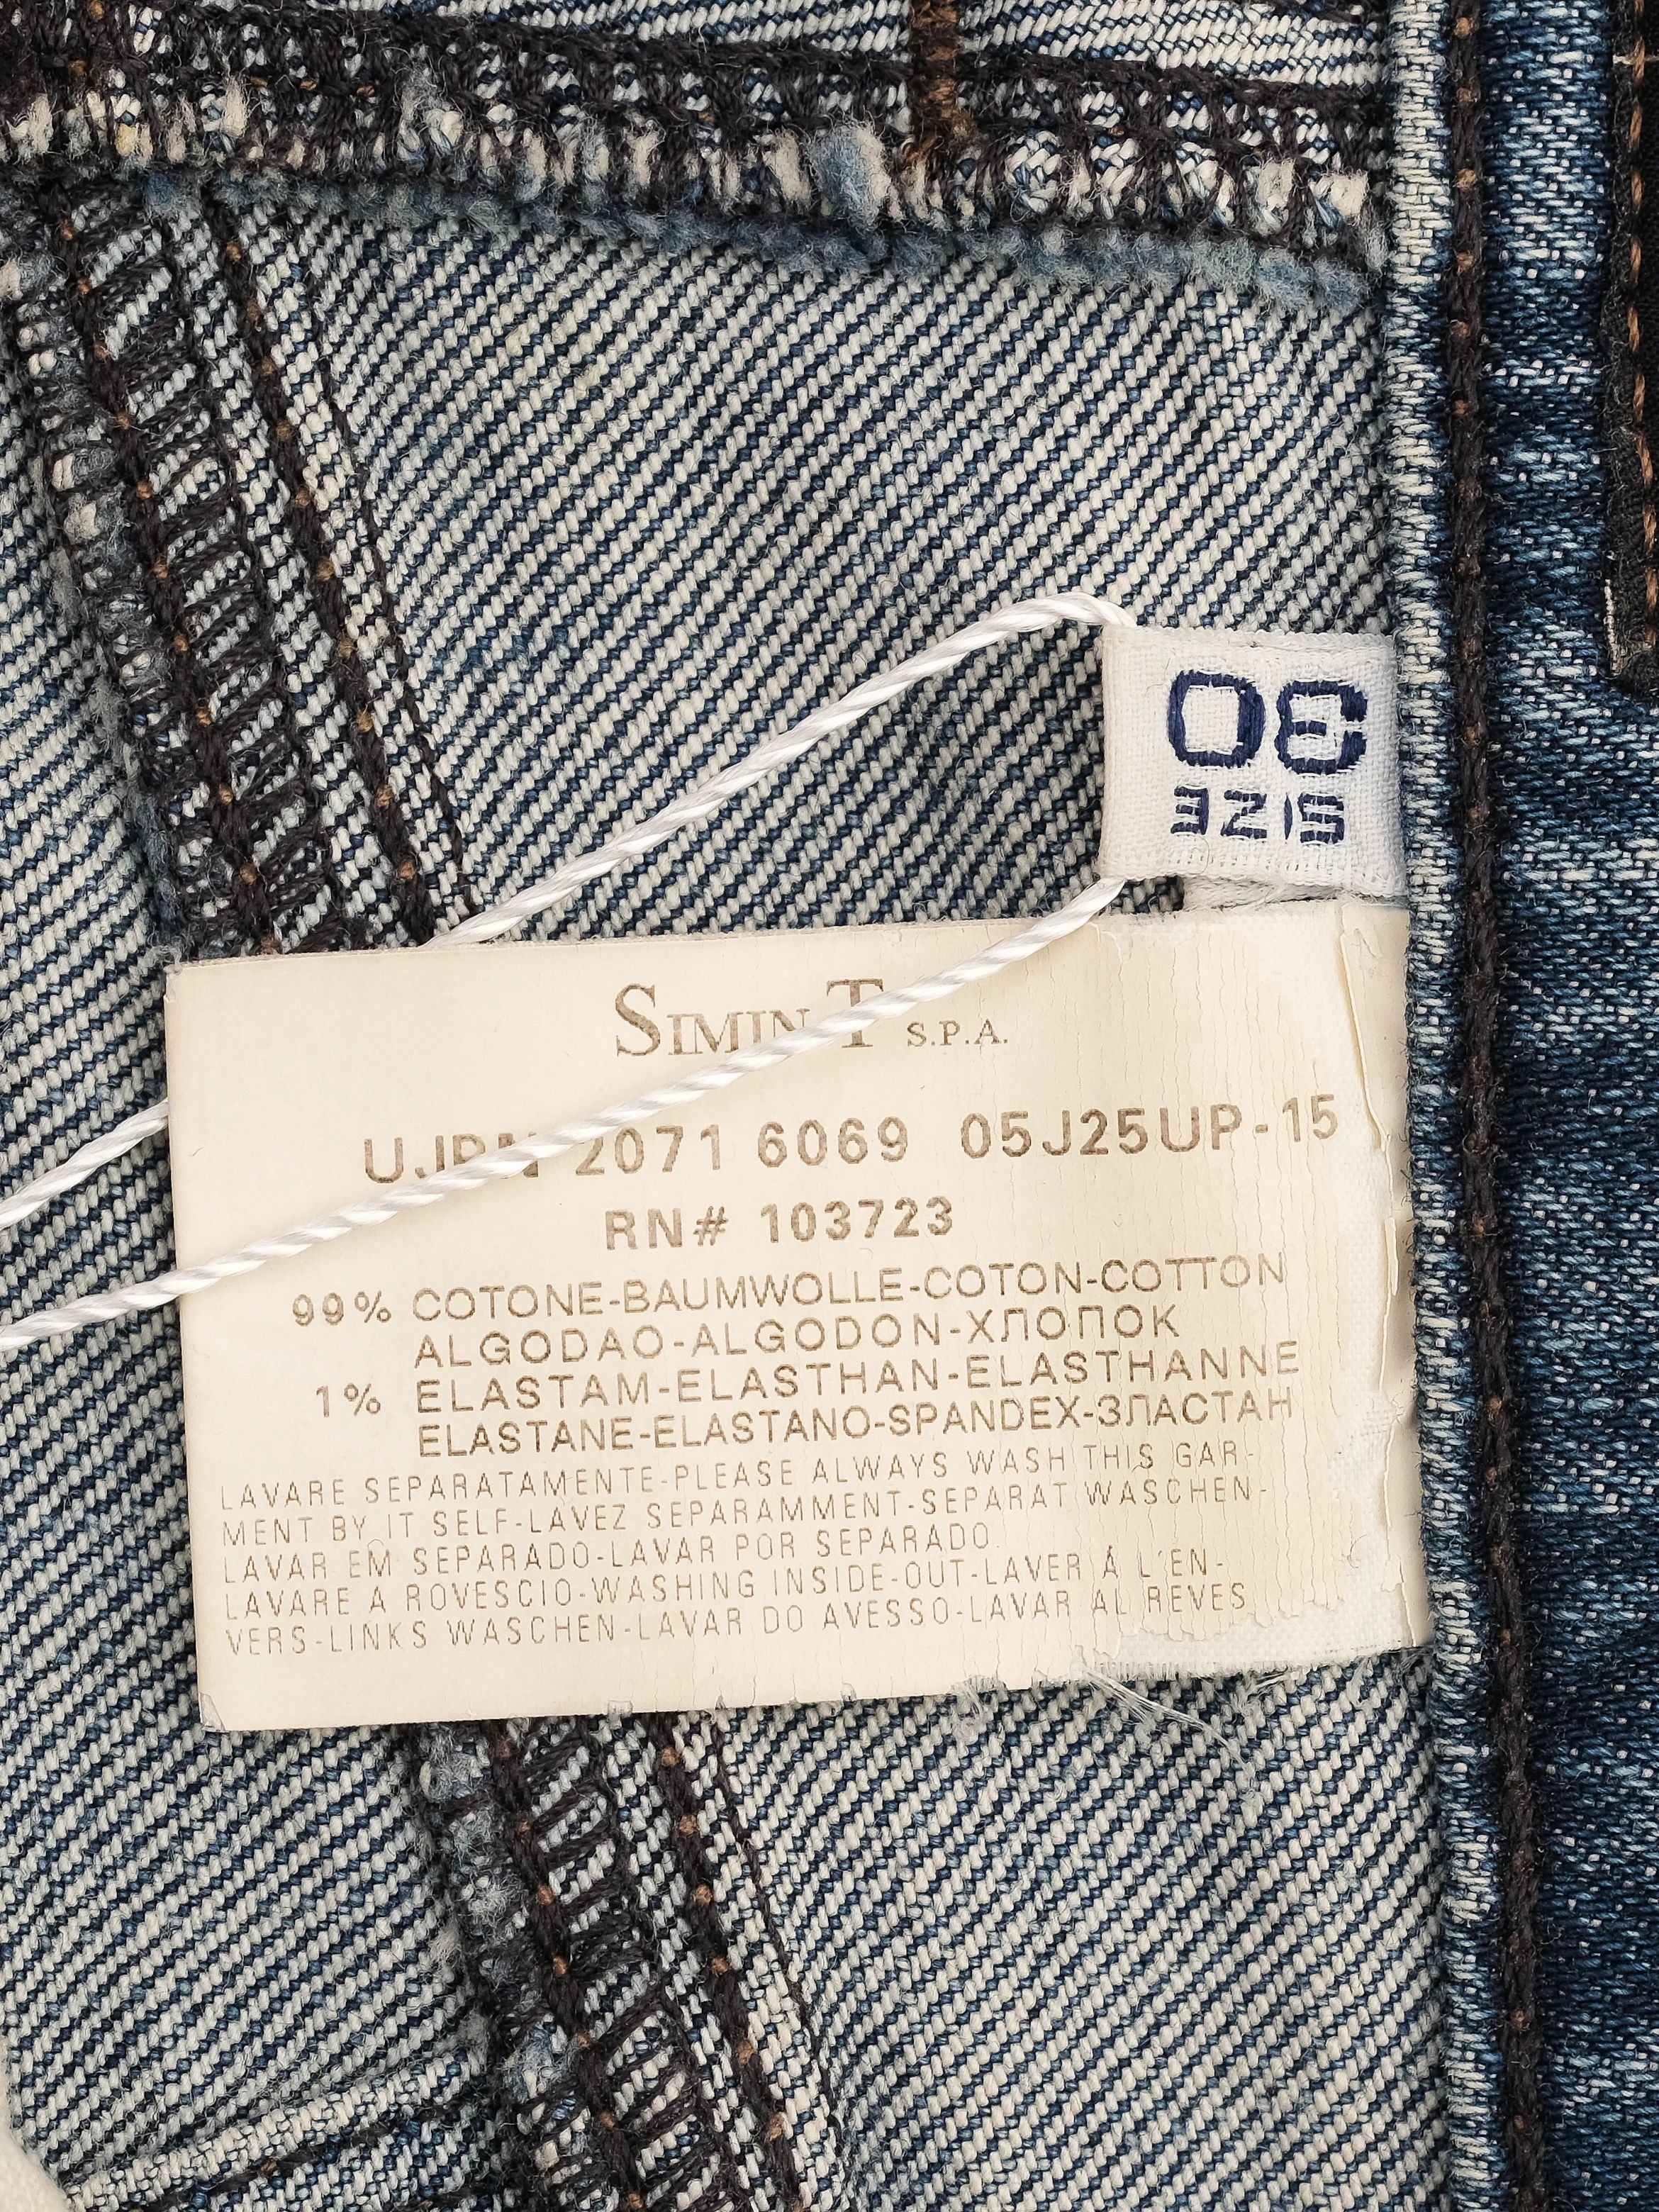 30
SIZE
SIMINT S.P.A.
UJPN 2071 6069 05J25UP-15
RN# 103723
99% COTONE-BAUMWOLLE-COTON-COTTON
ALGODAO-ALGODON-ХЛОПОК
1% ELASTAM-ELASTHAN-ELASTHANNE
ELASTANE-ELASTANO-SPANDEX-ЗЛАСТАН
LAVARE SEPARATAMENTE-PLEASE ALWAYS WASH THIS GAR-
MENT BY IT SELF-LAVEZ SEPARAMMENT-SEPARAT WASCHEN-
LAVAR EM SEPARADO-LAVAR POR SEPARADO.
LAVARE A ROVESCIO-WASHING INSIDE-OUT-LAVER Á L'EN-
VERS-LINKS WASCHEN-LAVAR DO AVESSO-LAVAR AL REVES